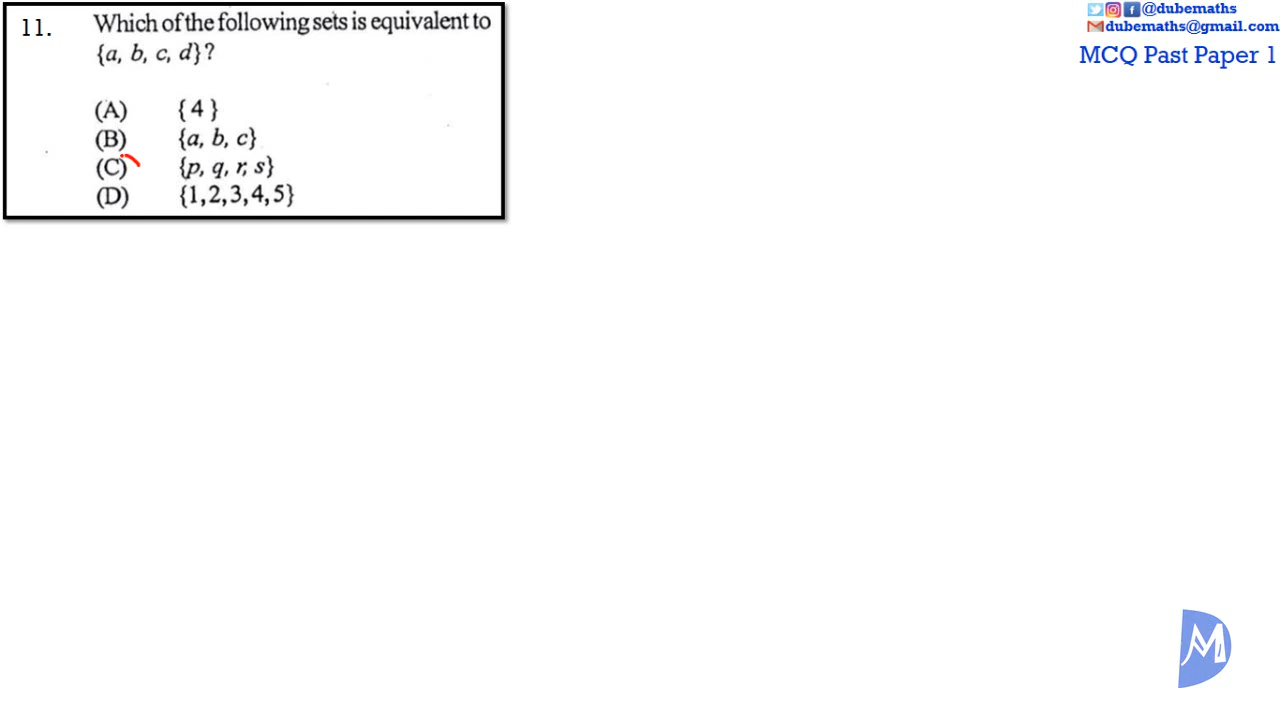 @dubemaths
dubemaths@gmail.com
MCQ Past Paper 1
11. Which of the following sets is equivalent to
{a, b, c, d}?
(A) {4}
(B) {a, b, c}
(C) {p, q, r, s}
(D) {1,2,3,4,5}
DM